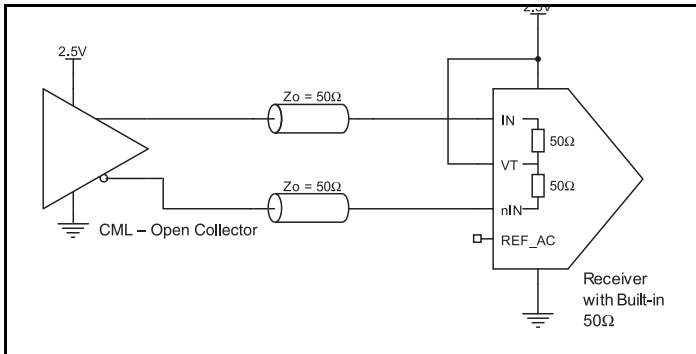 2.5V
2.5V
Zo = 50Ω
IN
50Ω
VT
50Ω
Zo = 50Ω
nIN
CML – Open Collector
REF_AC
Receiver
with Built-in
50Ω